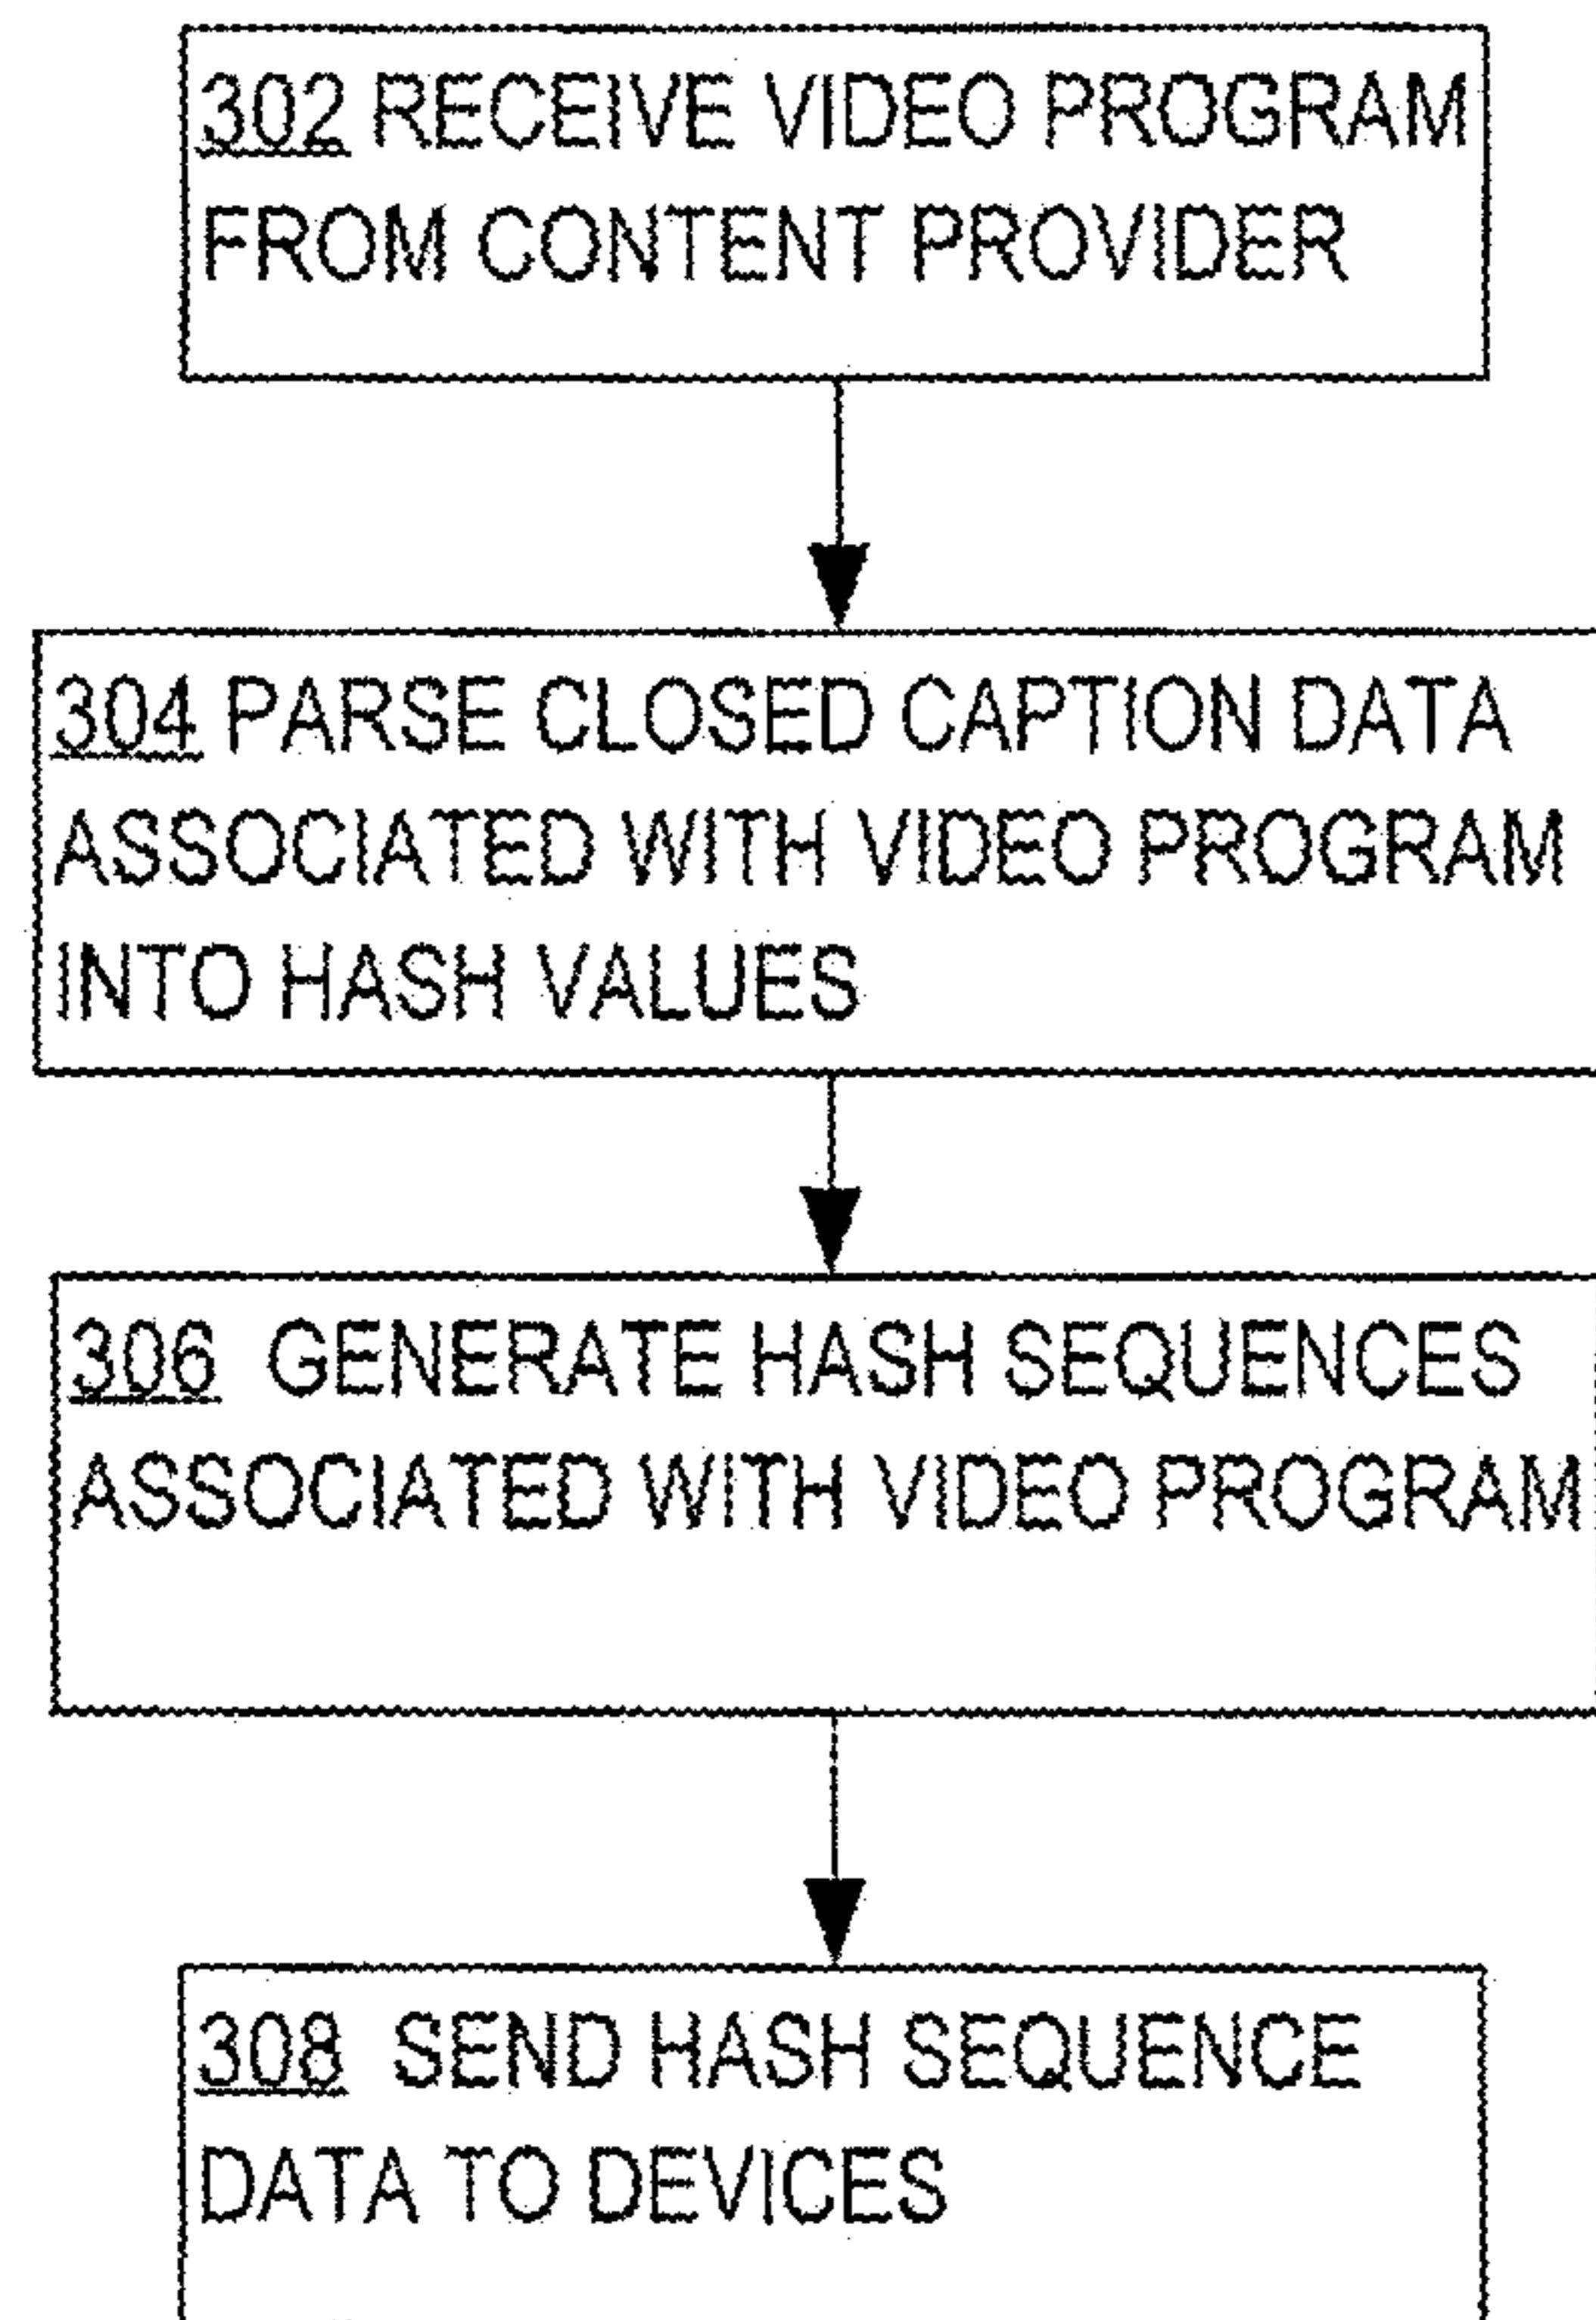 302 RECEIVE VIDEO PROGRAM
FROM CONTENT PROVIDER
304 PARSE CLOSED CAPTION DATA
ASSOCIATED WITH VIDEO PROGRAM
INTO HASH VALUES
306 GENERATE HASH SEQUENCES
ASSOCIATED WITH VIDEO PROGRAM
308 SEND HASH SEQUENCE
DATA TO DEVICES